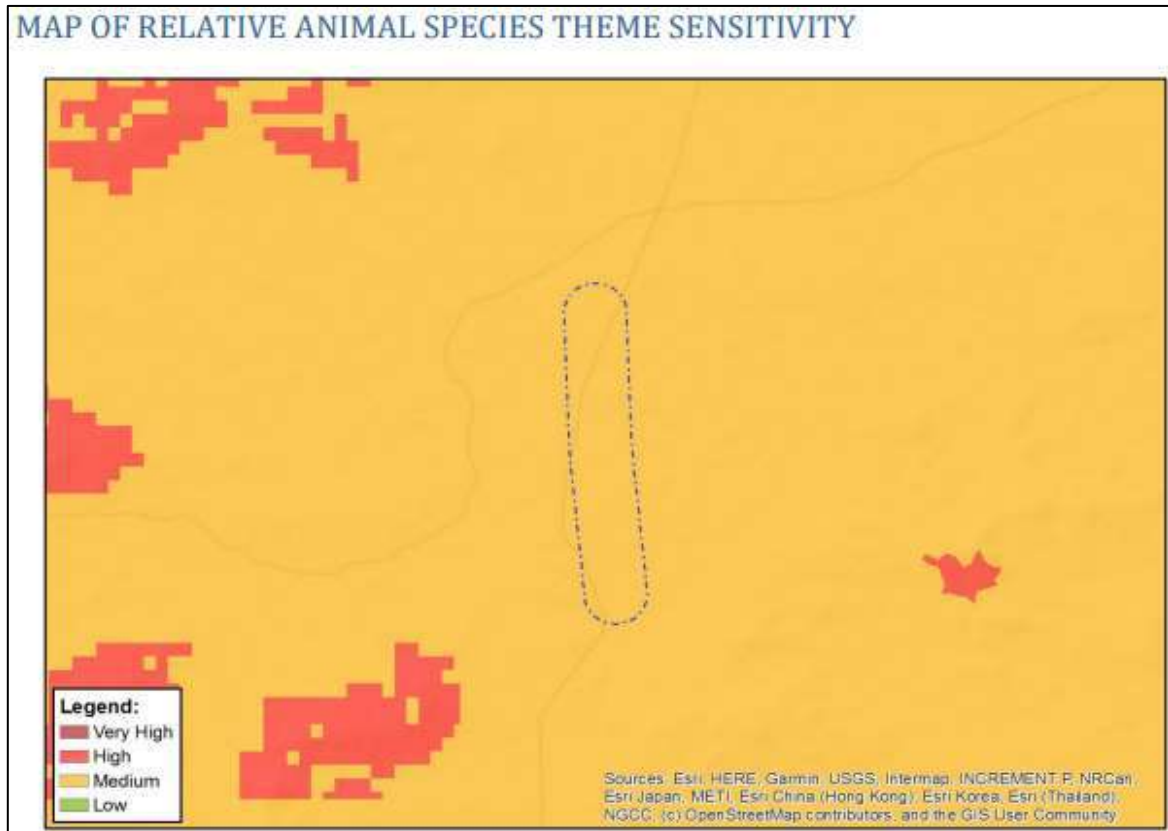 MAP OF RELATIVE ANIMAL SPECIES THEME SENSITIVITY
Legend:
Very High
High
Medium
Low
Sources: Esri, HERE, Garmin, USGS, Intermap, INCREMENT P, NRCan,
Esri Japan, METI, Esri China (Hong Kong), Esri Korea, Esri (Thailand),
NGCC, (c) OpenStreetMap contributors, and the GIS User Community